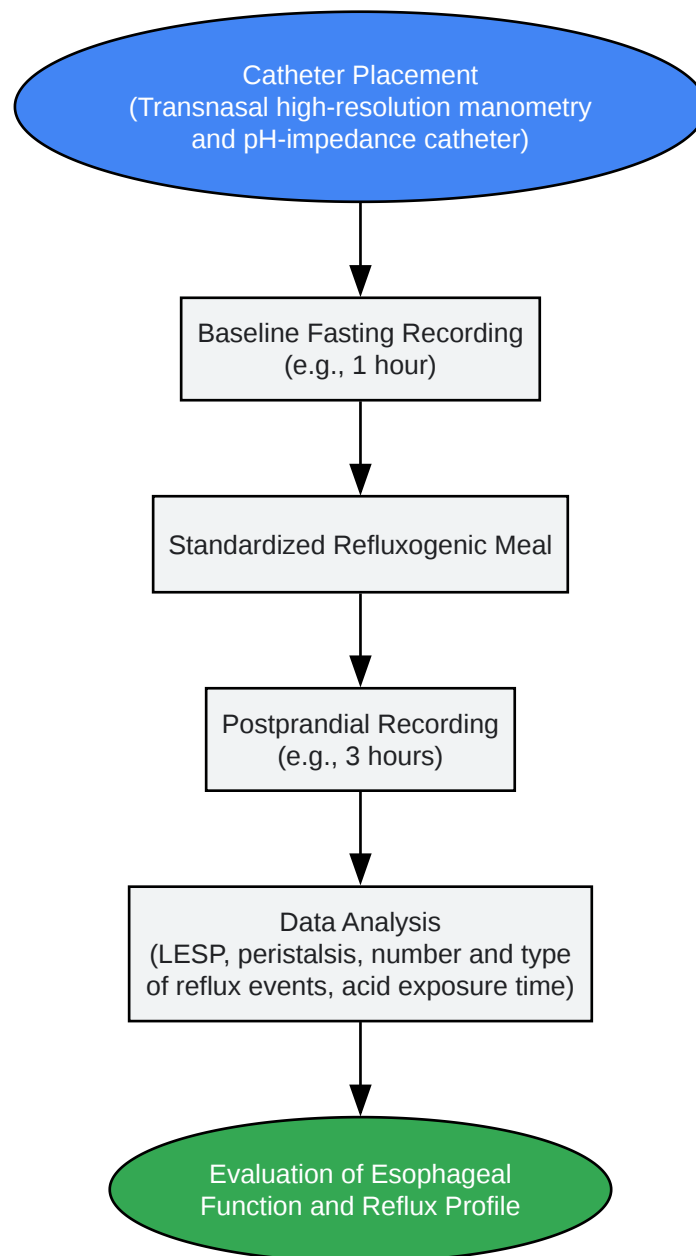 Catheter Placement
(Transnasal high-resolution manometry
and pH-impedance catheter)
Baseline Fasting Recording
(e.g., 1 hour)
Standardized Refluxogenic Meal
Postprandial Recording
(e.g., 3 hours)
Data Analysis
(LESP, peristalsis, number and type
of reflux events, acid exposure time)
Evaluation of Esophageal
Function and Reflux Profile